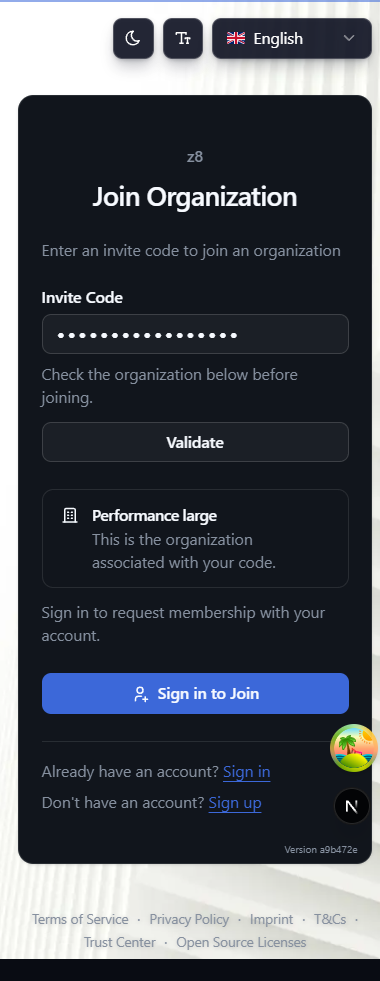 English
z8
Join Organization
Enter an invite code to join an organization
Invite Code
•••••••••••••••••
Check the organization below before
joining.
Validate
Performance large
This is the organization
associated with your code.
Sign in to request membership with your
account.
Sign in to Join
Already have an account? Sign in
Don't have an account? Sign up
Version a9b472e
Terms of Service · Privacy Policy · Imprint · T&Cs ·
Trust Center · Open Source Licenses